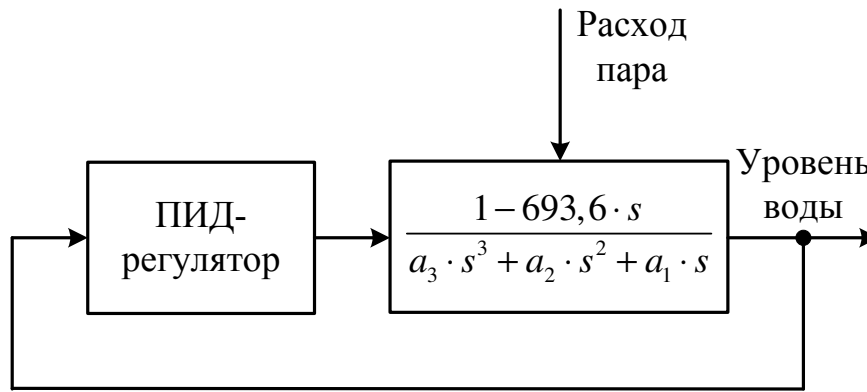 Расход
пара
Уровень
воды
ПИД-
регулятор
1 − 693,6 · s
a₃ · s³ + a₂ · s² + a₁ · s